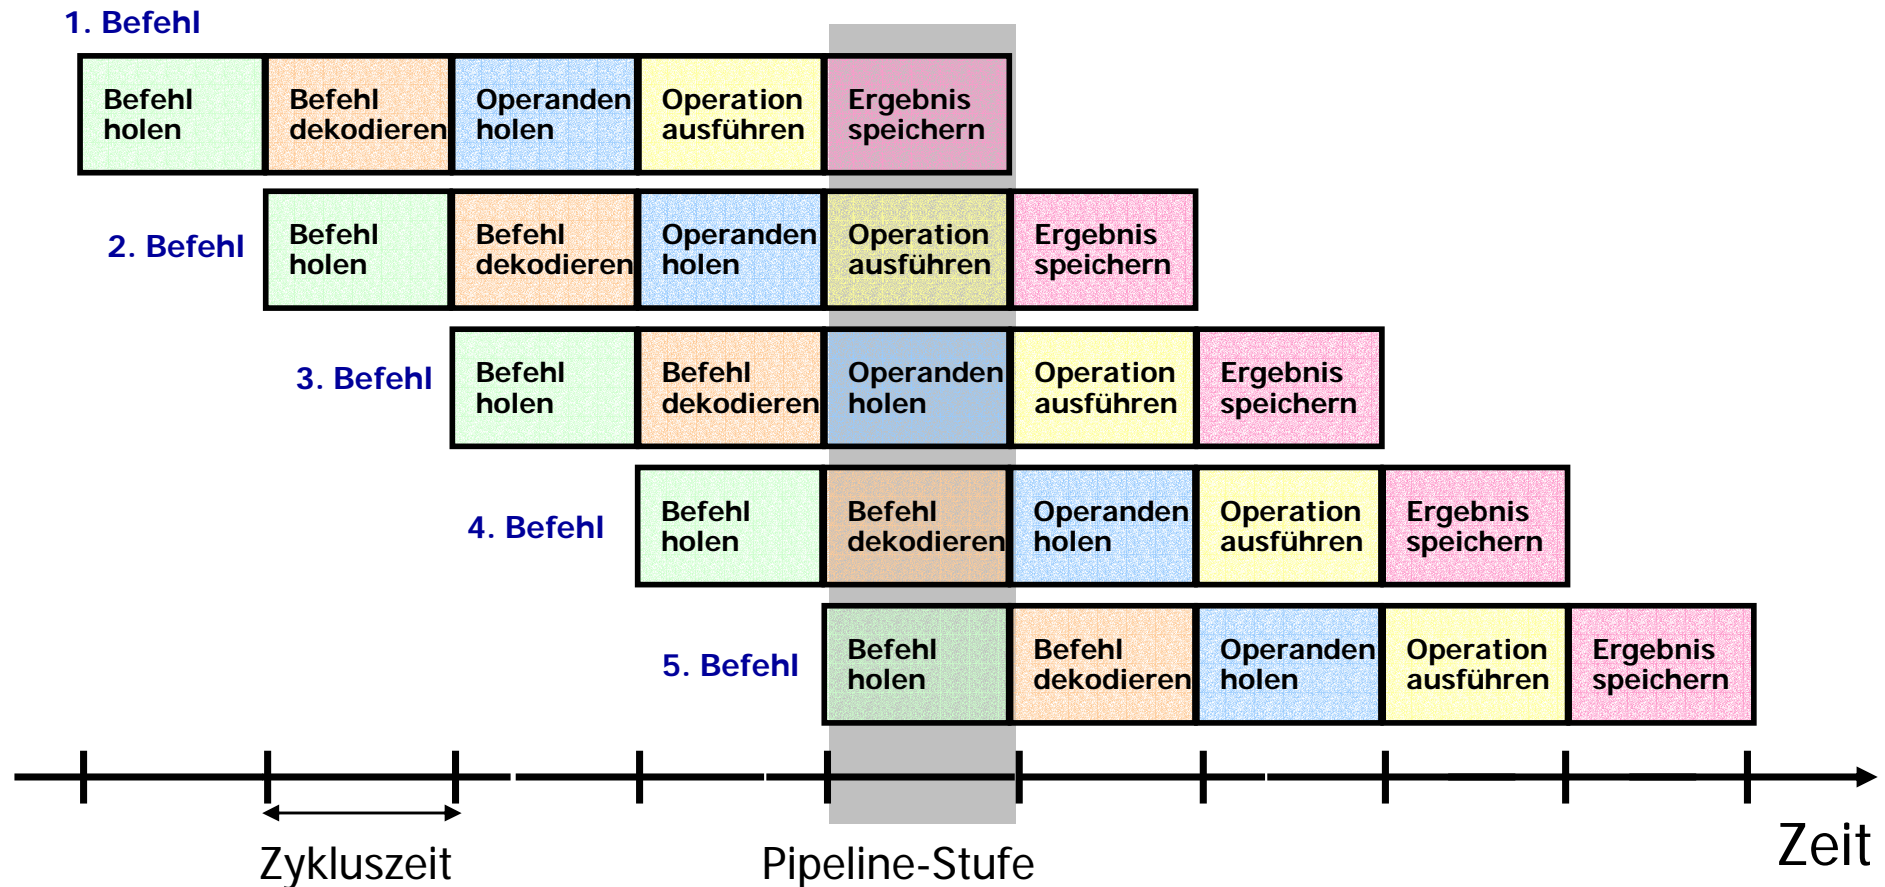 1. Befehl
Befehl
holen
Befehl
dekodieren
Operanden
holen
Operation
ausführen
Ergebnis
speichern
2. Befehl
Befehl
holen
Befehl
dekodieren
Operanden
holen
Operation
ausführen
Ergebnis
speichern
3. Befehl
Befehl
holen
Befehl
dekodieren
Operanden
holen
Operation
ausführen
Ergebnis
speichern
4. Befehl
Befehl
holen
Befehl
dekodieren
Operanden
holen
Operation
ausführen
Ergebnis
speichern
5. Befehl
Befehl
holen
Befehl
dekodieren
Operanden
holen
Operation
ausführen
Ergebnis
speichern
Zykluszeit
Pipeline-Stufe
Zeit